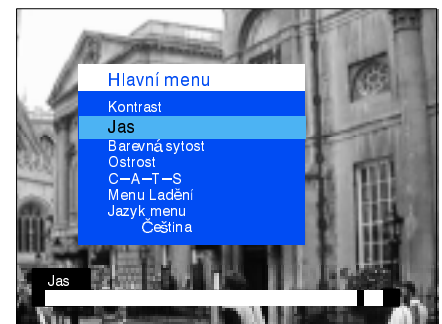 Hlavní menu
Kontrast
Jas
Barevná sytost
Ostrost
C–A–T–S
Menu Ladění
Jazyk menu
Čeština
Jas